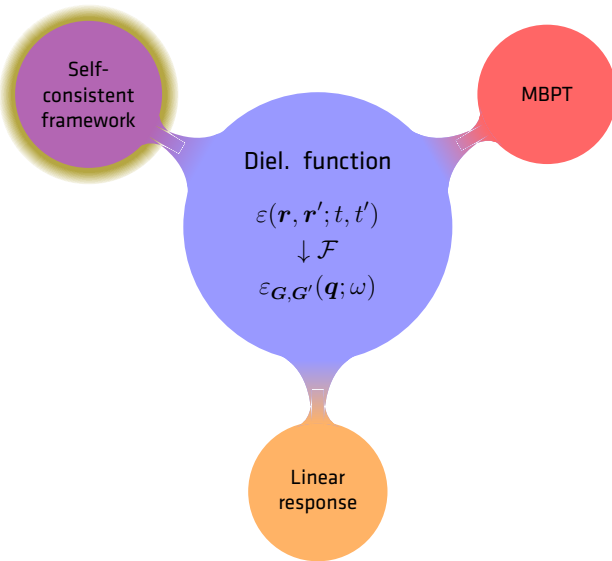 Self-
consistent
framework
MBPT
Diel. function
ε(r, r′; t, t′)
↓ ℱ
ε_{G,G′}(q; ω)
Linear
response